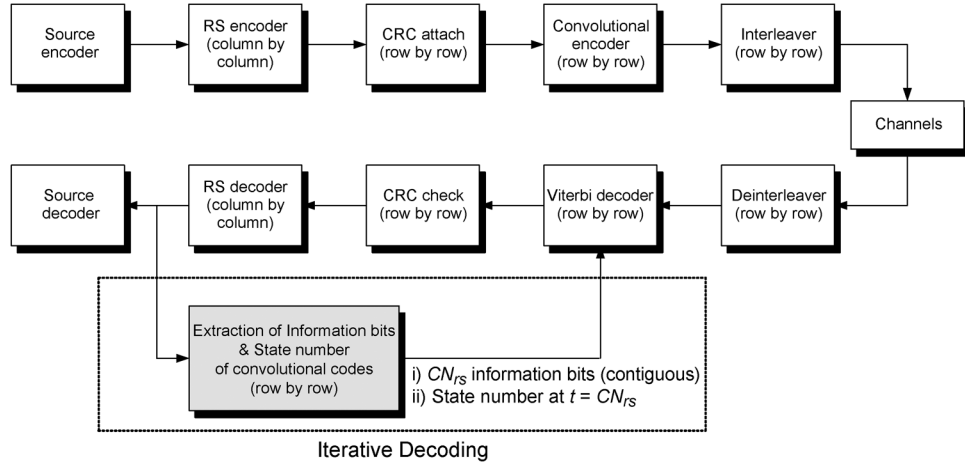 Source
encoder
RS encoder
(column by
column)
CRC attach
(row by row)
Convolutional
encoder
(row by row)
Interleaver
(row by row)
Channels
Source
decoder
RS decoder
(column by
column)
CRC check
(row by row)
Viterbi decoder
(row by row)
Deinterleaver
(row by row)
Extraction of Information bits
& State number
of convolutional codes
(row by row)
i) CNrs information bits (contiguous)
ii) State number at t = CNrs
Iterative Decoding